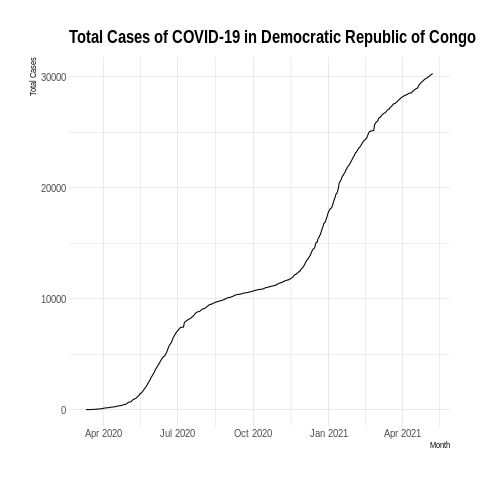 Total Cases of COVID-19 in Democratic Republic of Congo
Total Cases
30000
20000
10000
0
Apr 2020
Jul 2020
Oct 2020
Jan 2021
Apr 2021
Month